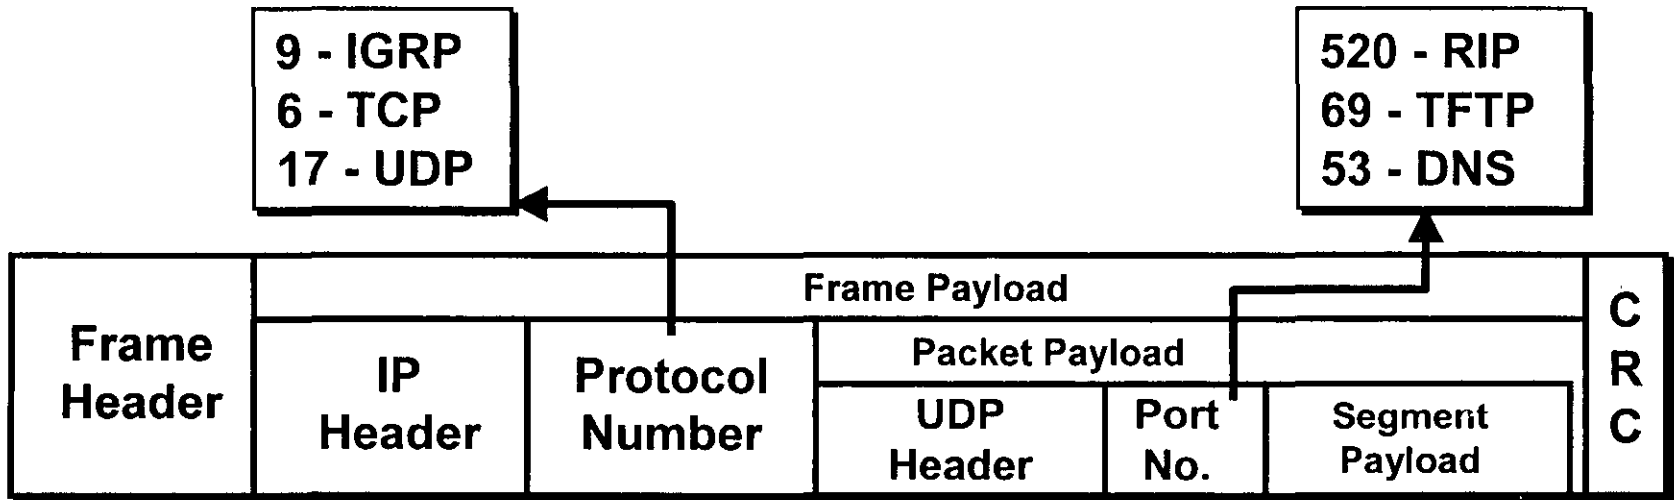 9 - IGRP
6 - TCP
17 - UDP
520 - RIP
69 - TFTP
53 - DNS
Frame Payload
Frame
Header
IP
Header
Protocol
Number
Packet Payload
UDP
Header
Port
No.
Segment
Payload
C
R
C